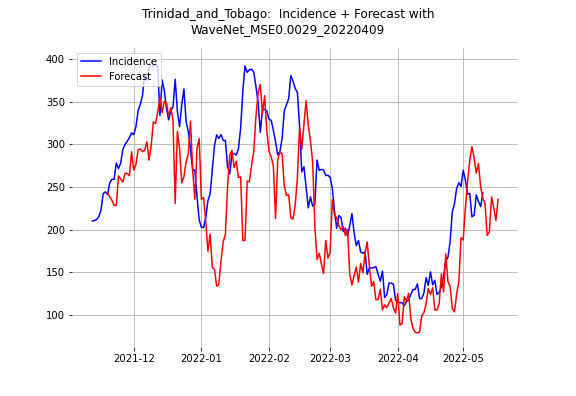 Trinidad_and_Tobago:  Incidence + Forecast with
WaveNet_MSE0.0029_20220409
400
Incidence
Forecast
350
300
250
200
150
100
2021-12 2022-01 2022-02 2022-03 2022-04 2022-05